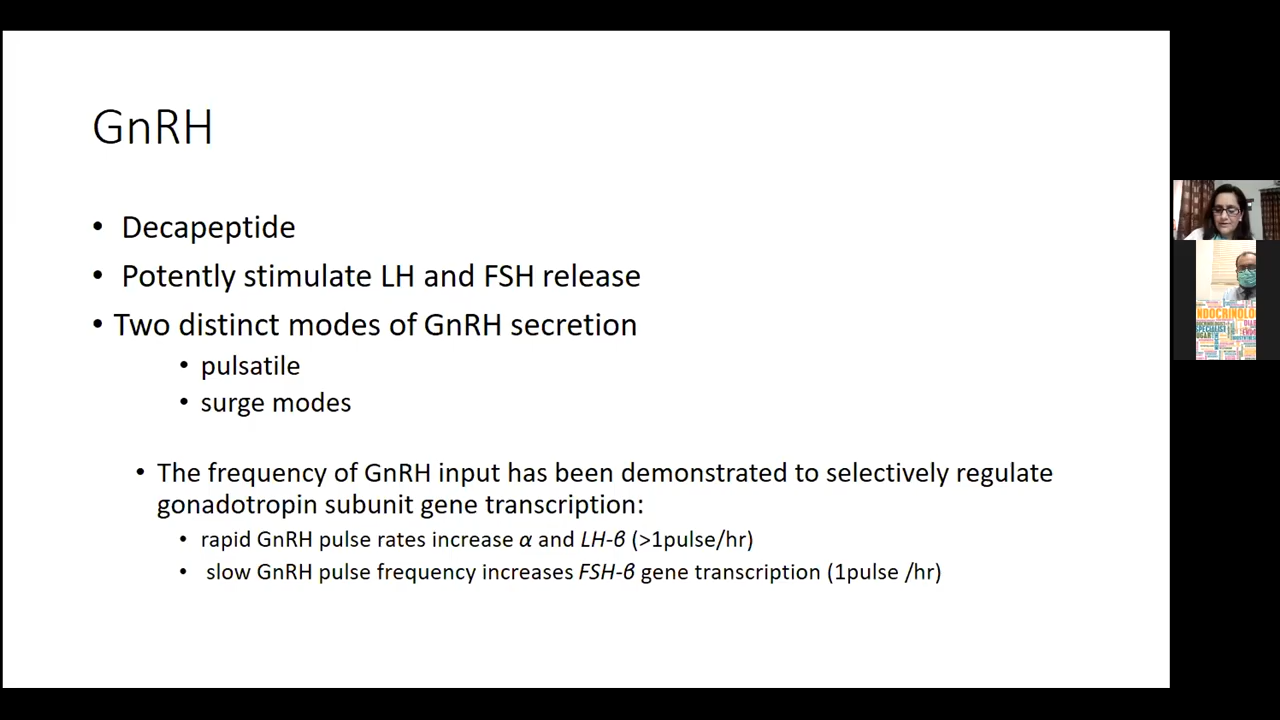 GnRH
• Decapeptide
• Potently stimulate LH and FSH release
• Two distinct modes of GnRH secretion
• pulsatile
• surge modes
• The frequency of GnRH input has been demonstrated to selectively regulate
gonadotropin subunit gene transcription:
• rapid GnRH pulse rates increase α and LH-β (>1pulse/hr)
• slow GnRH pulse frequency increases FSH-β gene transcription (1pulse /hr)
ENDOCRINOLO
SPECIALIST